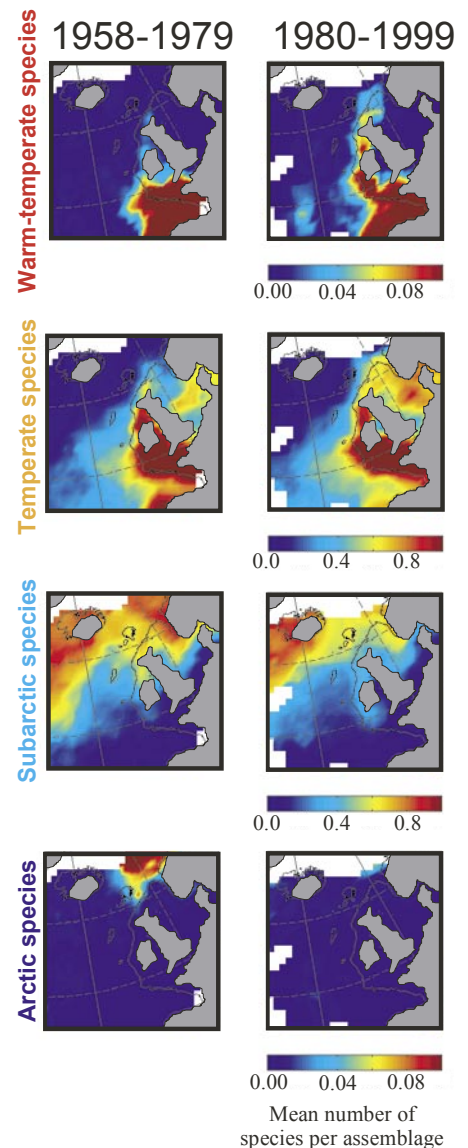 1958-1979 1980-1999
Warm-temperate species
0.00 0.04 0.08
Temperate species
0.0 0.4 0.8
Subarctic species
0.0 0.4 0.8
Arctic species
0.00 0.04 0.08
Mean number of
species per assemblage